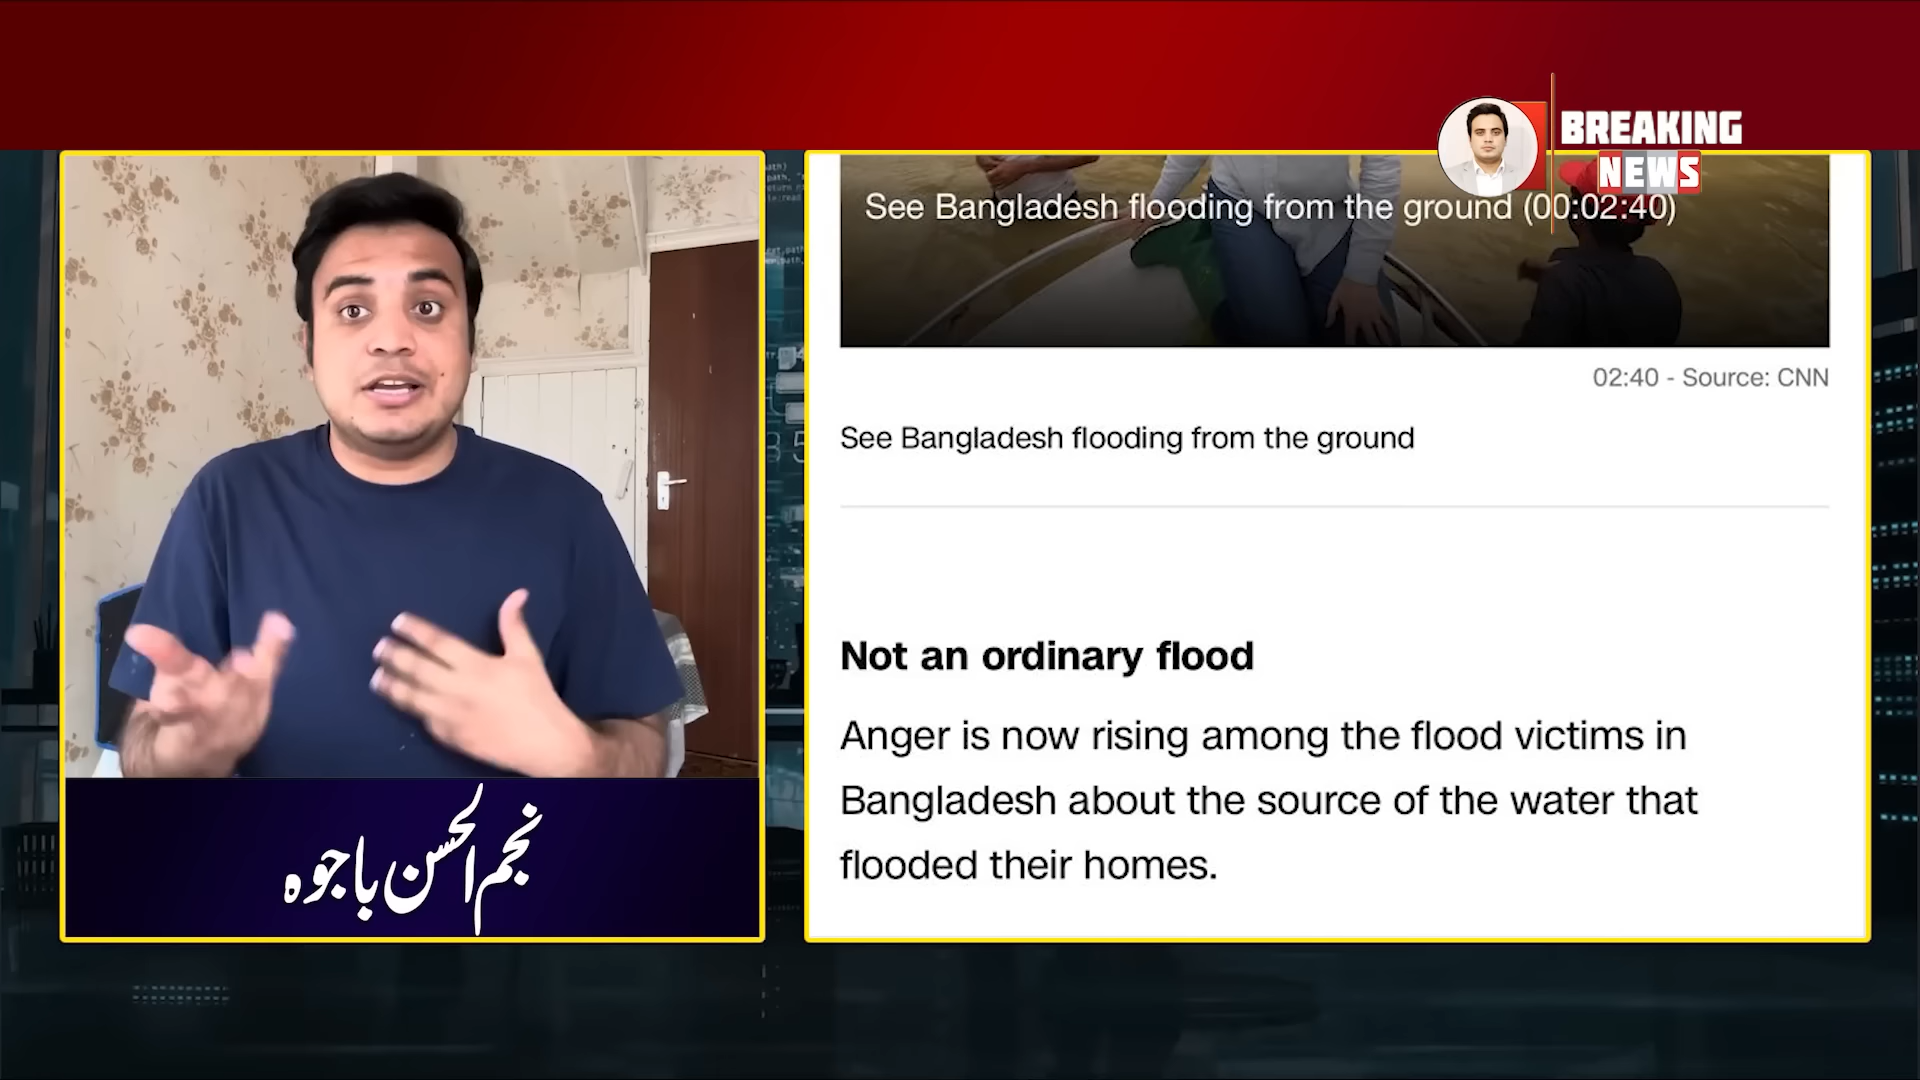 BREAKING
NEWS
See Bangladesh flooding from the ground (00:02:40)
02:40 - Source: CNN
See Bangladesh flooding from the ground
Not an ordinary flood
Anger is now rising among the flood victims in
Bangladesh about the source of the water that
flooded their homes.
نجم الحسن باجوہ